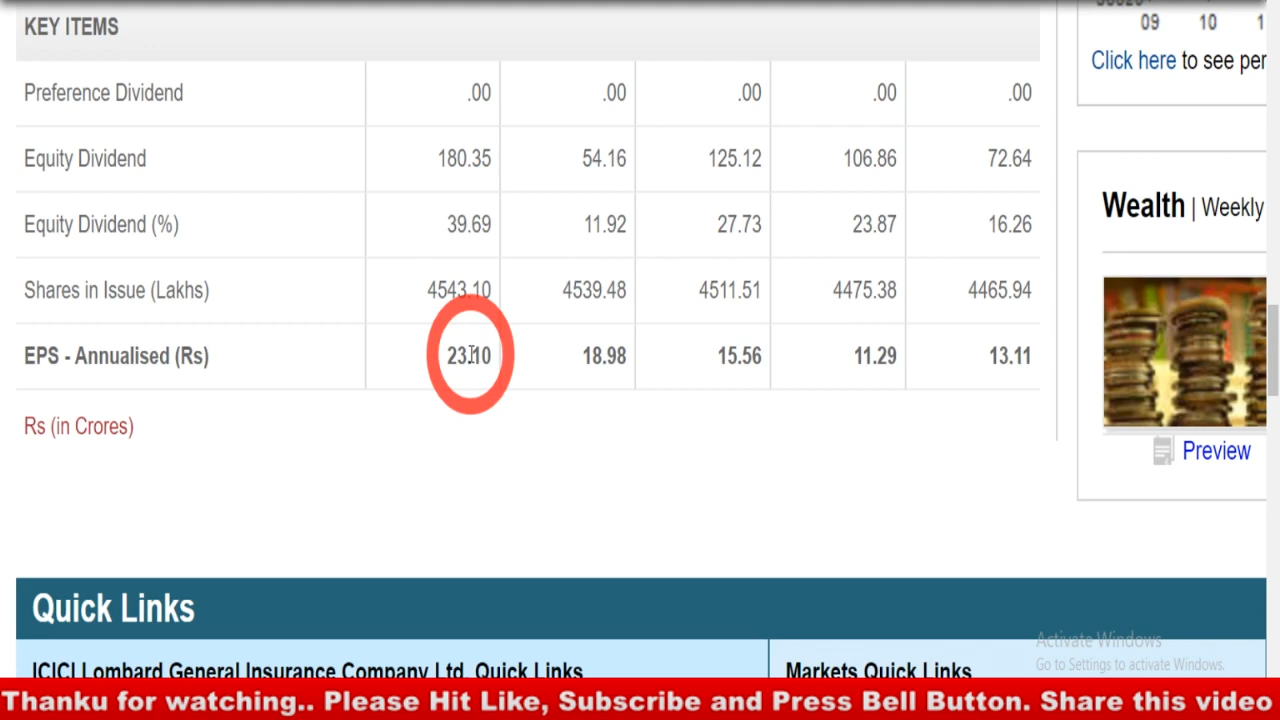 KEY ITEMS
Preference Dividend .00 .00 .00 .00 .00
Equity Dividend 180.35 54.16 125.12 106.86 72.64
Equity Dividend (%) 39.69 11.92 27.73 23.87 16.26
Shares in Issue (Lakhs) 4543.10 4539.48 4511.51 4475.38 4465.94
EPS - Annualised (Rs) 23.10 18.98 15.56 11.29 13.11
Rs (in Crores)
09 10 1
Click here to see per
Wealth | Weekly
Preview
Quick Links
ICICI Lombard General Insurance Company Ltd. Quick Links
Markets Quick Links
Activate Windows
Go to Settings to activate Windows.
Thanku for watching.. Please Hit Like, Subscribe and Press Bell Button. Share this video